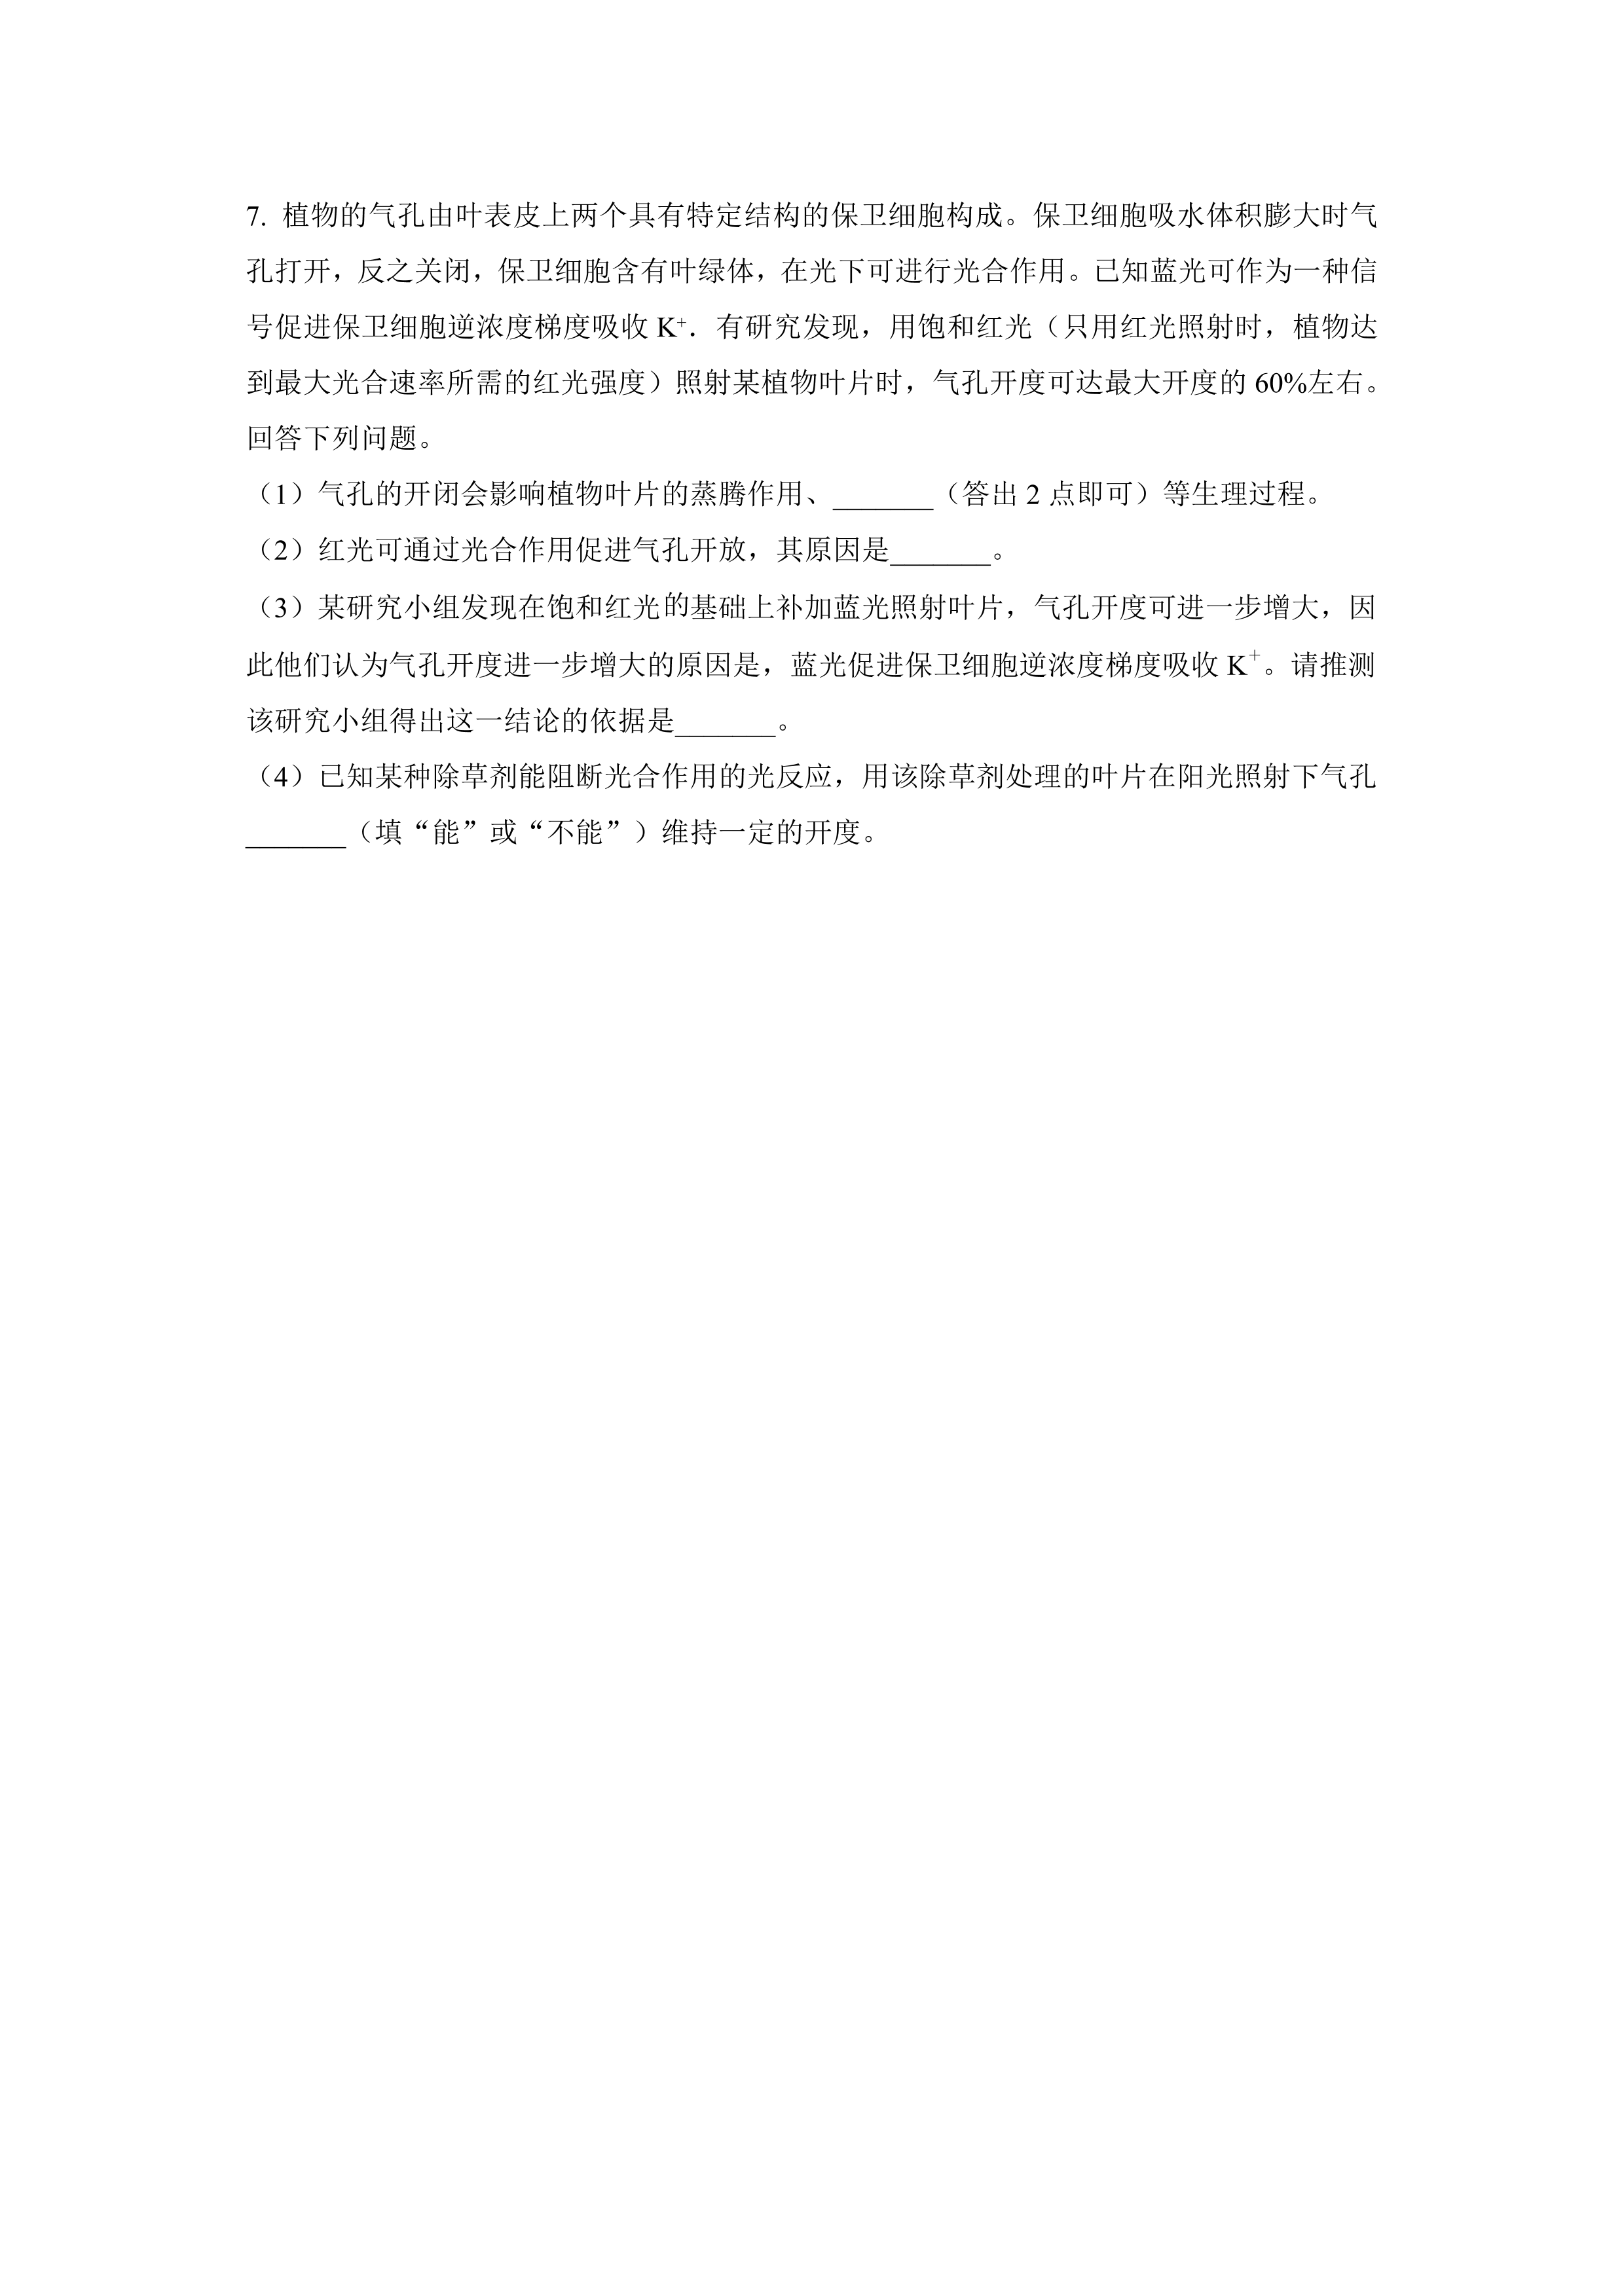 7. 植物的气孔由叶表皮上两个具有特定结构的保卫细胞构成。保卫细胞吸水体积膨大时气
孔打开，反之关闭，保卫细胞含有叶绿体，在光下可进行光合作用。已知蓝光可作为一种信
号促进保卫细胞逆浓度梯度吸收 K⁺．有研究发现，用饱和红光（只用红光照射时，植物达
到最大光合速率所需的红光强度）照射某植物叶片时，气孔开度可达最大开度的 60%左右。
回答下列问题。
（1）气孔的开闭会影响植物叶片的蒸腾作用、_______（答出 2 点即可）等生理过程。
（2）红光可通过光合作用促进气孔开放，其原因是_______。
（3）某研究小组发现在饱和红光的基础上补加蓝光照射叶片，气孔开度可进一步增大，因
此他们认为气孔开度进一步增大的原因是，蓝光促进保卫细胞逆浓度梯度吸收 K⁺。请推测
该研究小组得出这一结论的依据是_______。
（4）已知某种除草剂能阻断光合作用的光反应，用该除草剂处理的叶片在阳光照射下气孔
_______（填“能”或“不能”）维持一定的开度。